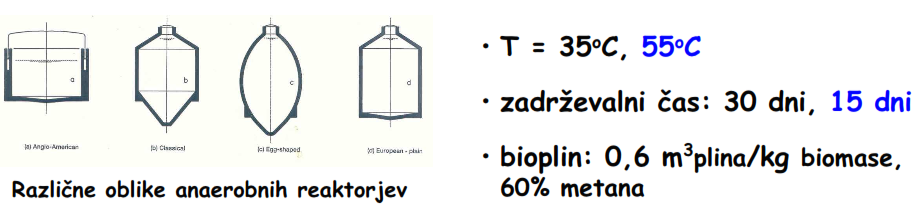 a
b
c
d
(a) Anglo-American
(b) Classical
(c) Egg-shaped
(d) European - plain
Različne oblike anaerobnih reaktorjev
• T = 35°C, 55°C
• zadrževalni čas: 30 dni, 15 dni
• bioplin: 0,6 m³plina/kg biomase,
60% metana